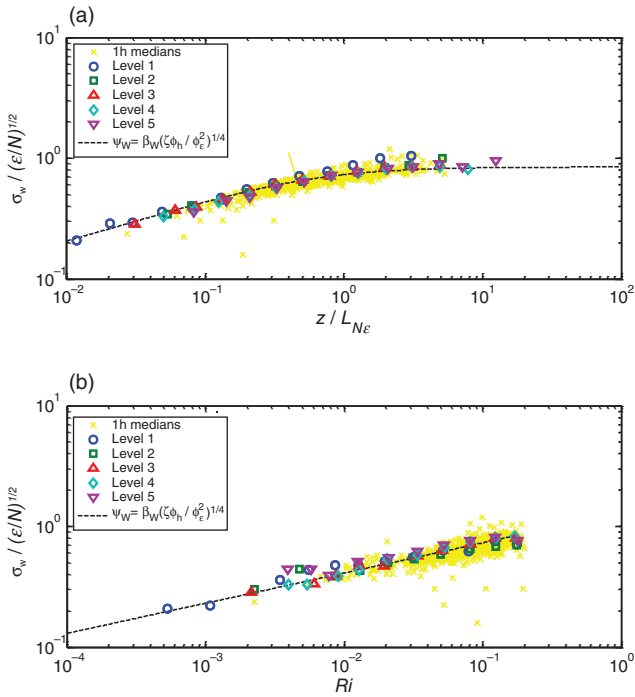 (a)
10^1
10^0
10^-1
σ_w / (ε/N)^1/2
1h medians
Level 1
Level 2
Level 3
Level 4
Level 5
ψ_W = β_W(ζϕ_h / ϕ_ε^2)^1/4
10^-2 10^-1 10^0 10^1 10^2
z / L_Nε
(b)
10^1
10^0
10^-1
σ_w / (ε/N)^1/2
1h medians
Level 1
Level 2
Level 3
Level 4
Level 5
ψ_W = β_W(ζϕ_h / ϕ_ε^2)^1/4
10^-4 10^-3 10^-2 10^-1 10^0
Ri